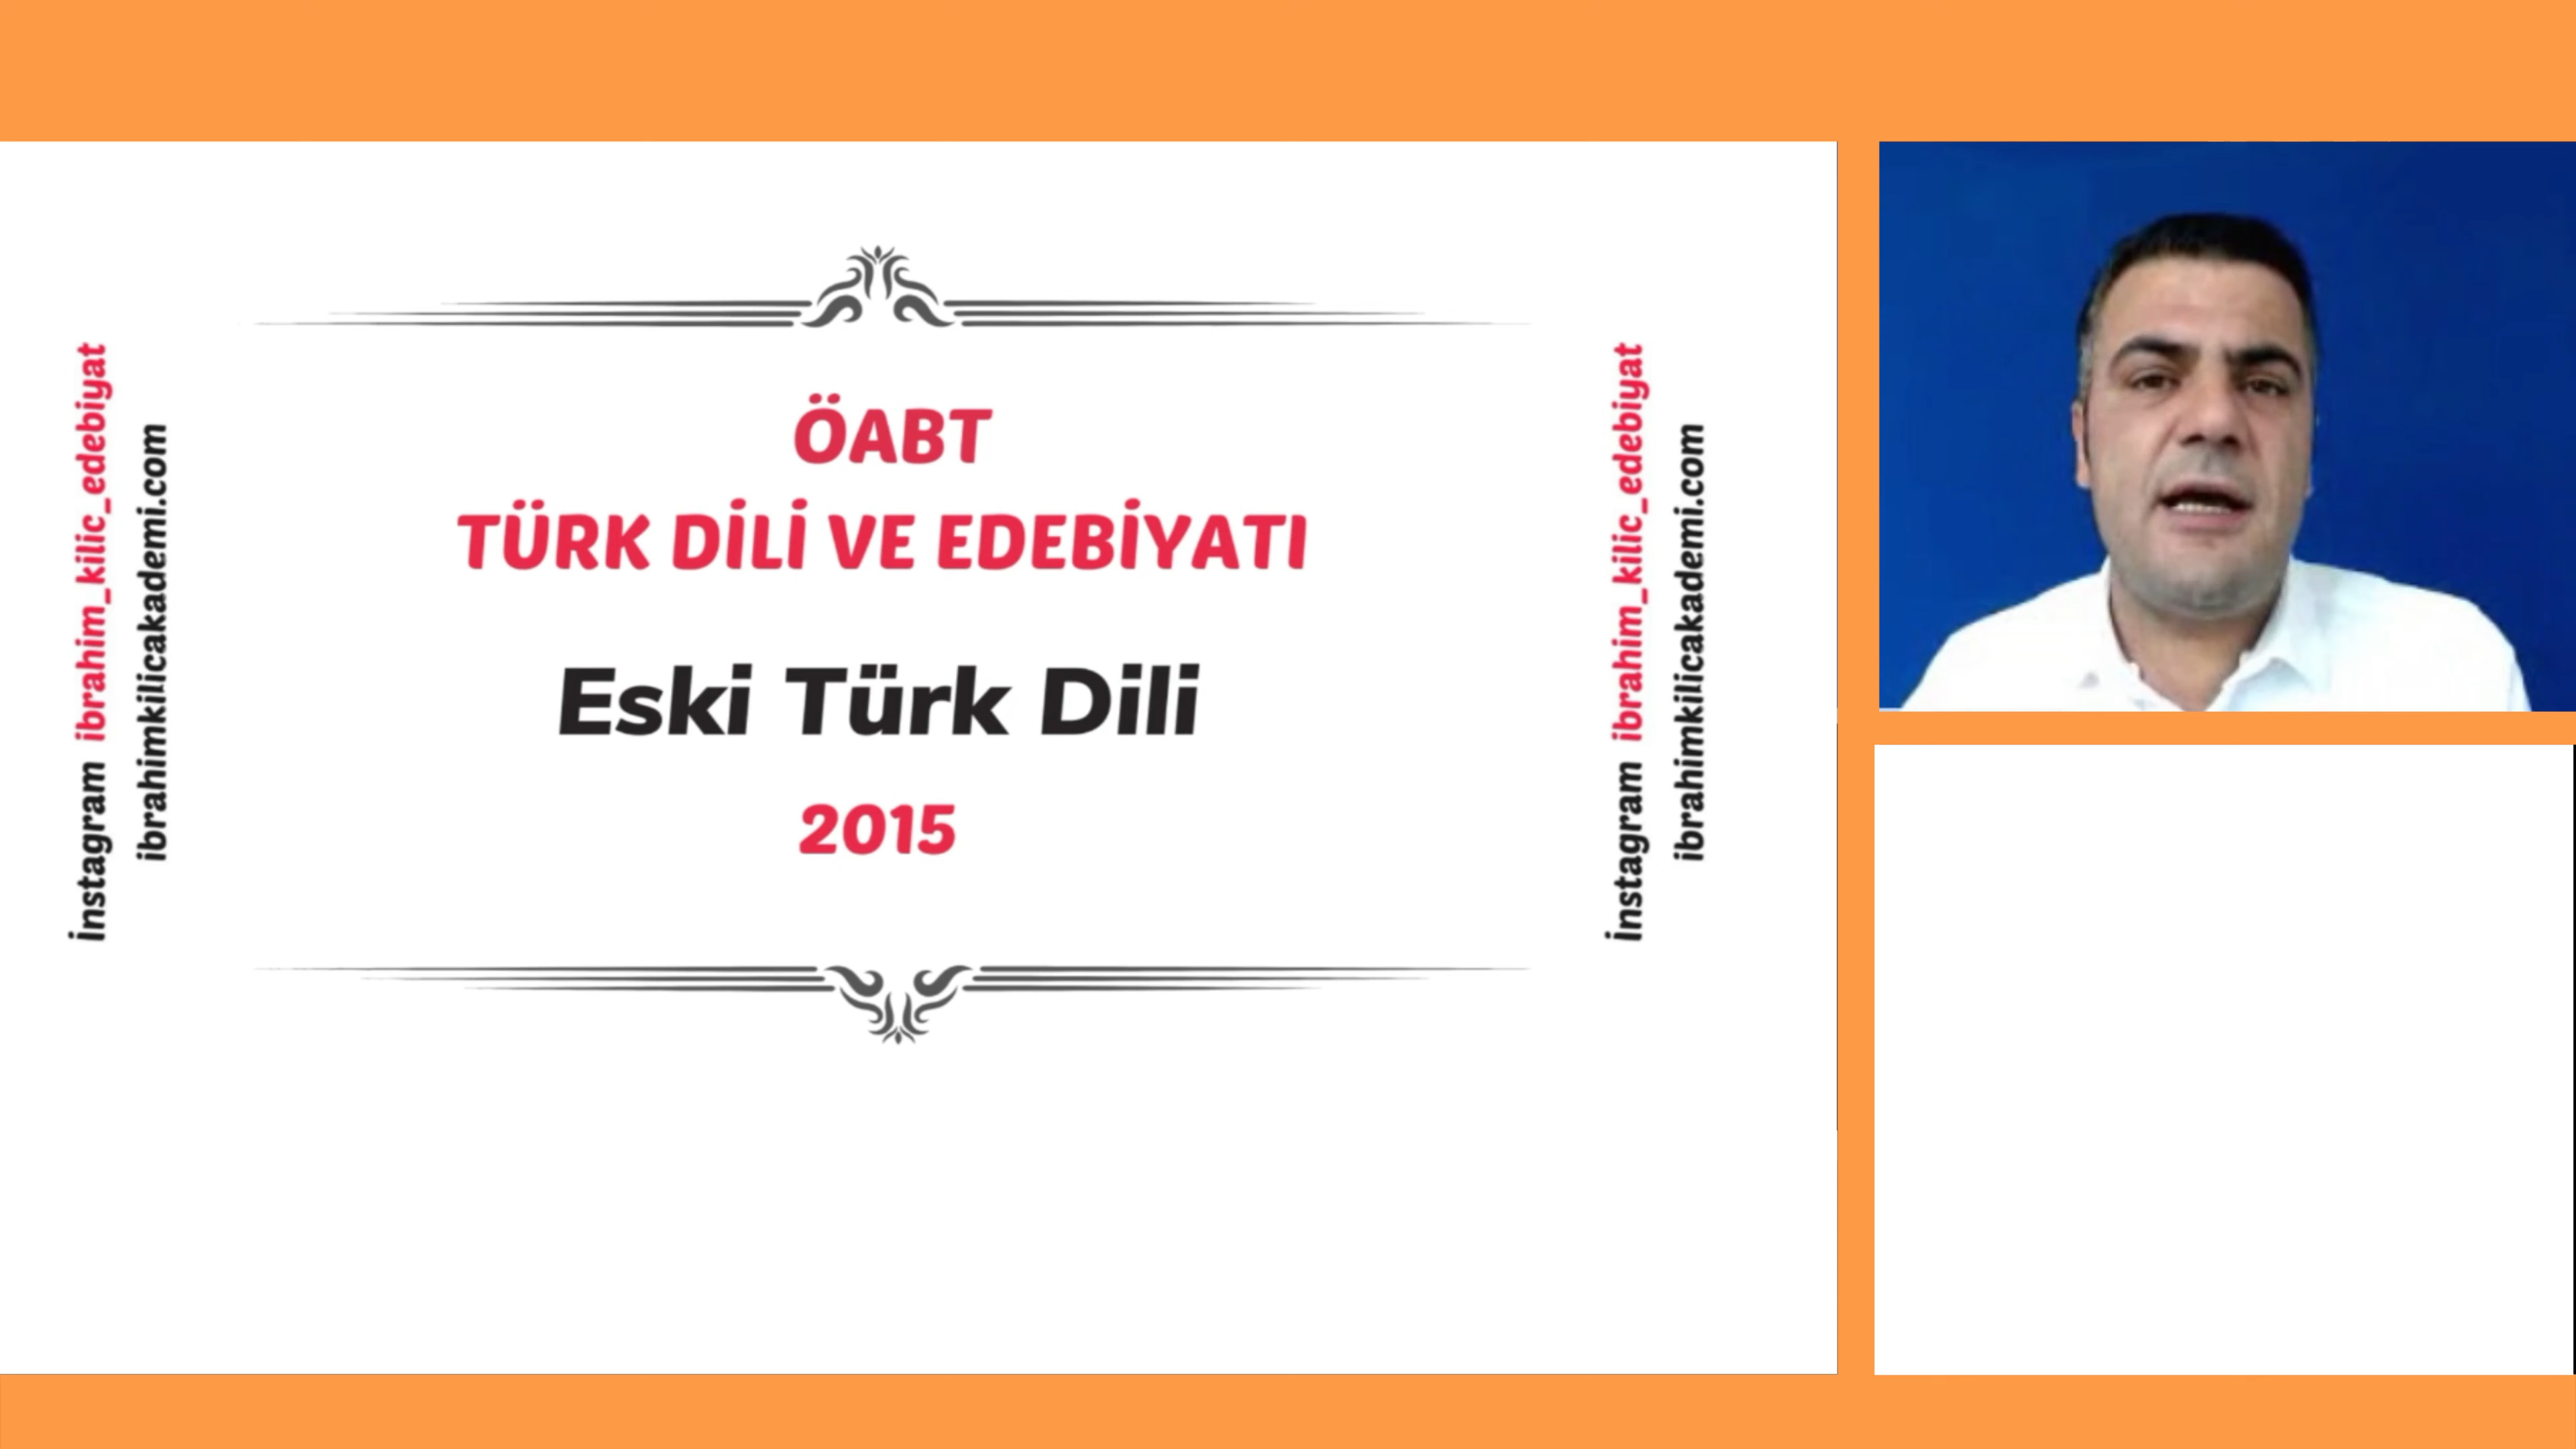 İnstagram ibrahim_kilic_edebiyat
ibrahimkilicakademi.com
ÖABT
TÜRK DİLİ VE EDEBİYATI
Eski Türk Dili
2015
İnstagram ibrahim_kilic_edebiyat
ibrahimkilicakademi.com